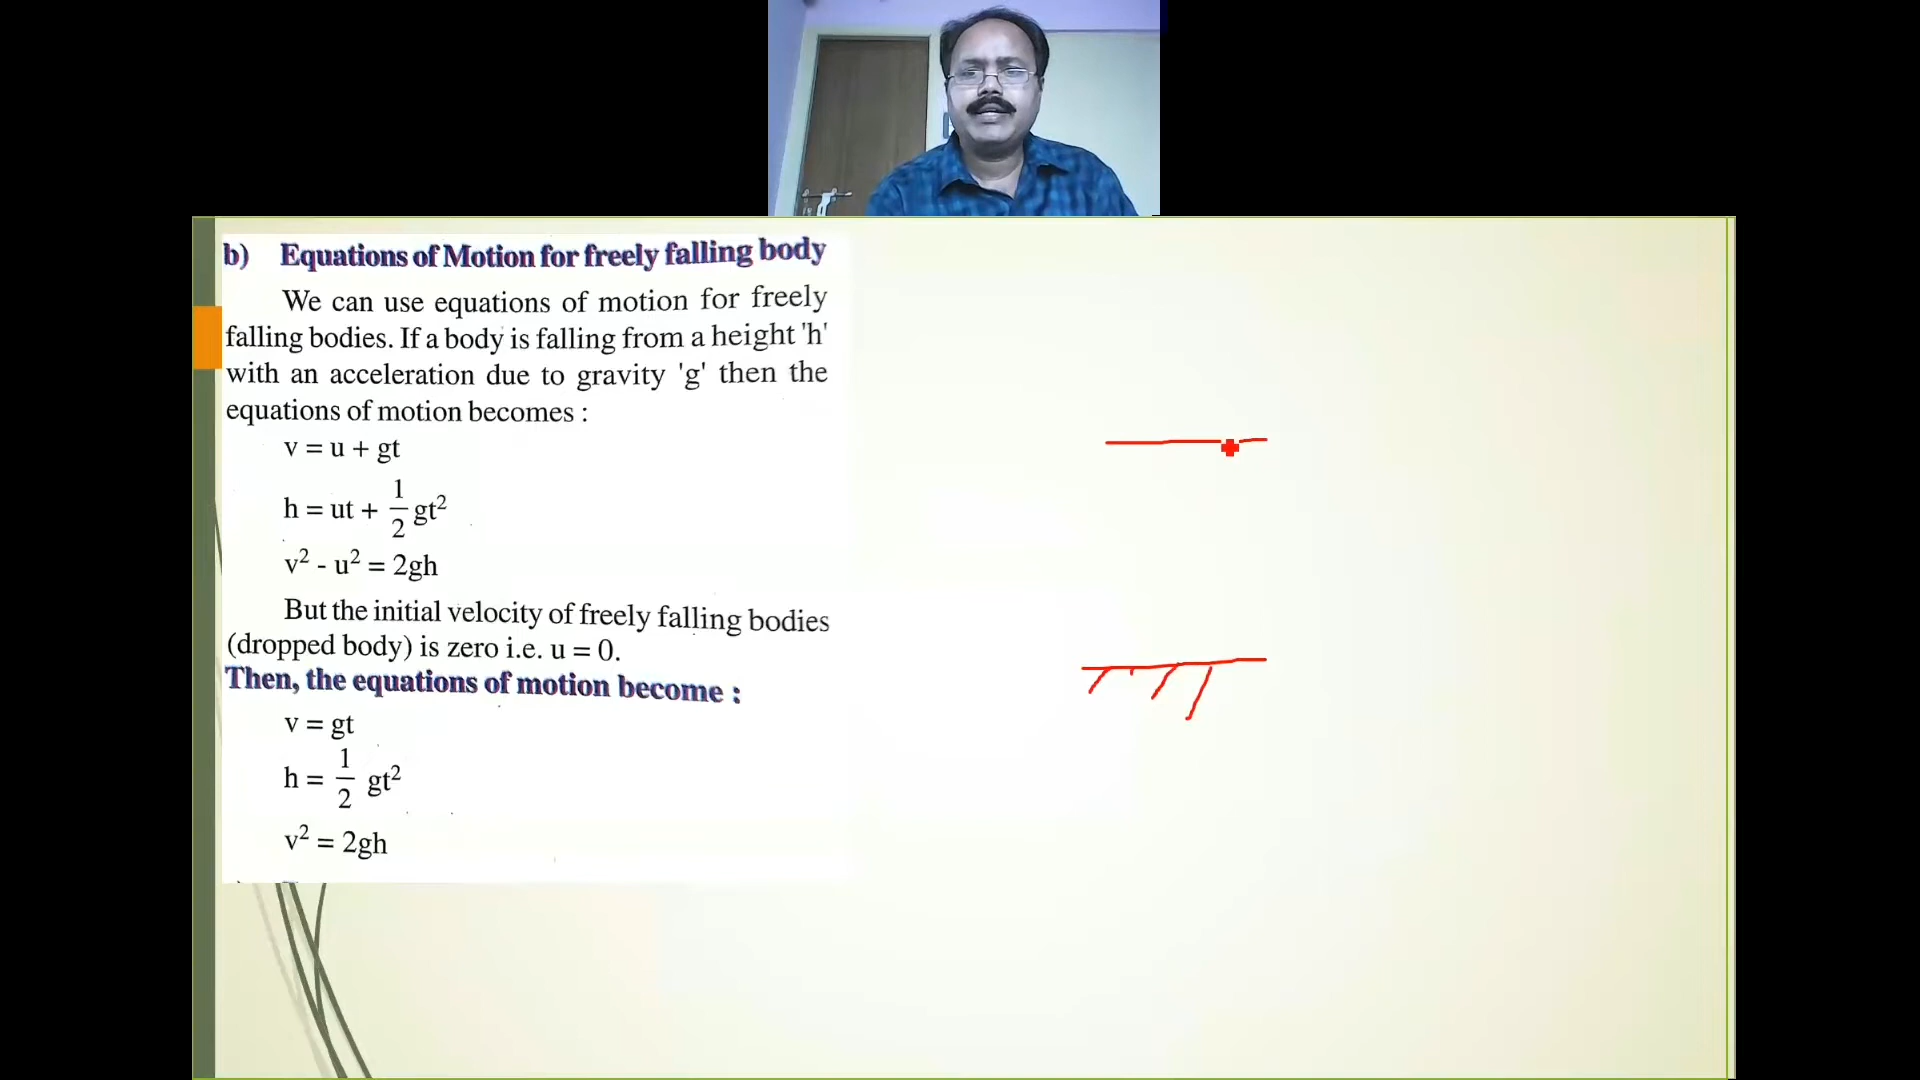 b) Equations of Motion for freely falling body
We can use equations of motion for freely
falling bodies. If a body is falling from a height 'h'
with an acceleration due to gravity 'g' then the
equations of motion becomes :
v = u + gt
h = ut + 1/2 gt²
v² - u² = 2gh
But the initial velocity of freely falling bodies
(dropped body) is zero i.e. u = 0.
Then, the equations of motion become :
v = gt
h = 1/2 gt²
v² = 2gh